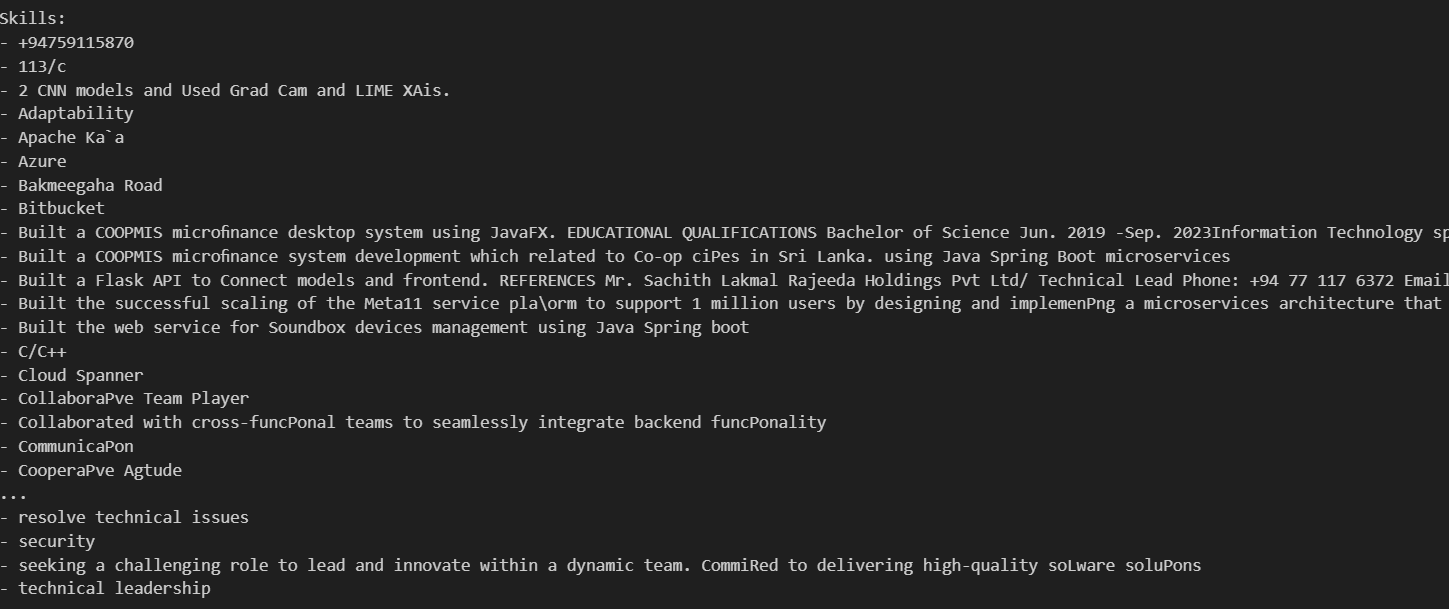 Skills:
- +94759115870
- 113/c
- 2 CNN models and Used Grad Cam and LIME XAis.
- Adaptability
- Apache Ka`a
- Azure
- Bakmeegaha Road
- Bitbucket
- Built a COOPMIS microfinance desktop system using JavaFX. EDUCATIONAL QUALIFICATIONS Bachelor of Science Jun. 2019 -Sep. 2023Information Technology sp
- Built a COOPMIS microfinance system development which related to Co-op ciPes in Sri Lanka. using Java Spring Boot microservices
- Built a Flask API to Connect models and frontend. REFERENCES Mr. Sachith Lakmal Rajeeda Holdings Pvt Ltd/ Technical Lead Phone: +94 77 117 6372 Email
- Built the successful scaling of the Meta11 service pla\orm to support 1 million users by designing and implemenPng a microservices architecture that
- Built the web service for Soundbox devices management using Java Spring boot
- C/C++
- Cloud Spanner
- CollaboraPve Team Player
- Collaborated with cross-funcPonal teams to seamlessly integrate backend funcPonality
- CommunicaPon
- CooperaPve Agtude
...
- resolve technical issues
- security
- seeking a challenging role to lead and innovate within a dynamic team. CommiRed to delivering high-quality soLware soluPons
- technical leadership